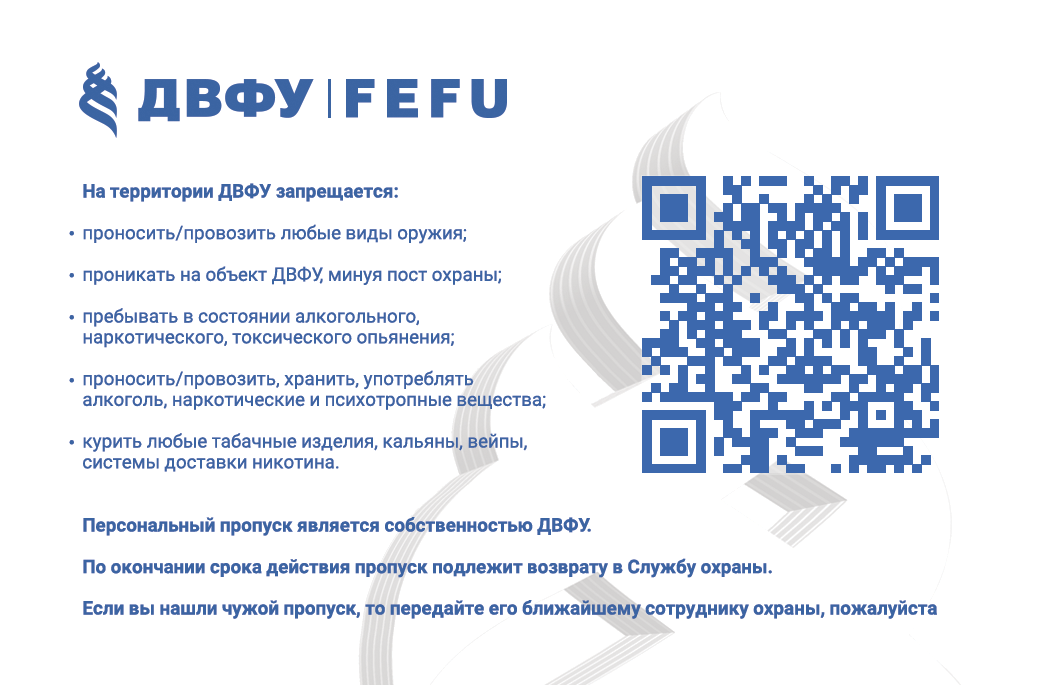 ДВФУ | FEFU
На территории ДВФУ запрещается:
• проносить/провозить любые виды оружия;
• проникать на объект ДВФУ, минуя пост охраны;
• пребывать в состоянии алкогольного,
наркотического, токсического опьянения;
• проносить/провозить, хранить, употреблять
алкоголь, наркотические и психотропные вещества;
• курить любые табачные изделия, кальяны, вейпы,
системы доставки никотина.
Персональный пропуск является собственностью ДВФУ.
По окончании срока действия пропуск подлежит возврату в Службу охраны.
Если вы нашли чужой пропуск, то передайте его ближайшему сотруднику охраны, пожалуйста